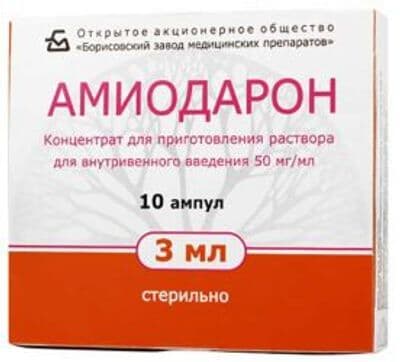 Открытое акционерное общество
«Борисовский завод медицинских препаратов»
АМИОДАРОН
Концентрат для приготовления раствора
для внутривенного введения 50 мг/мл
10 ампул
3 мл
стерильно